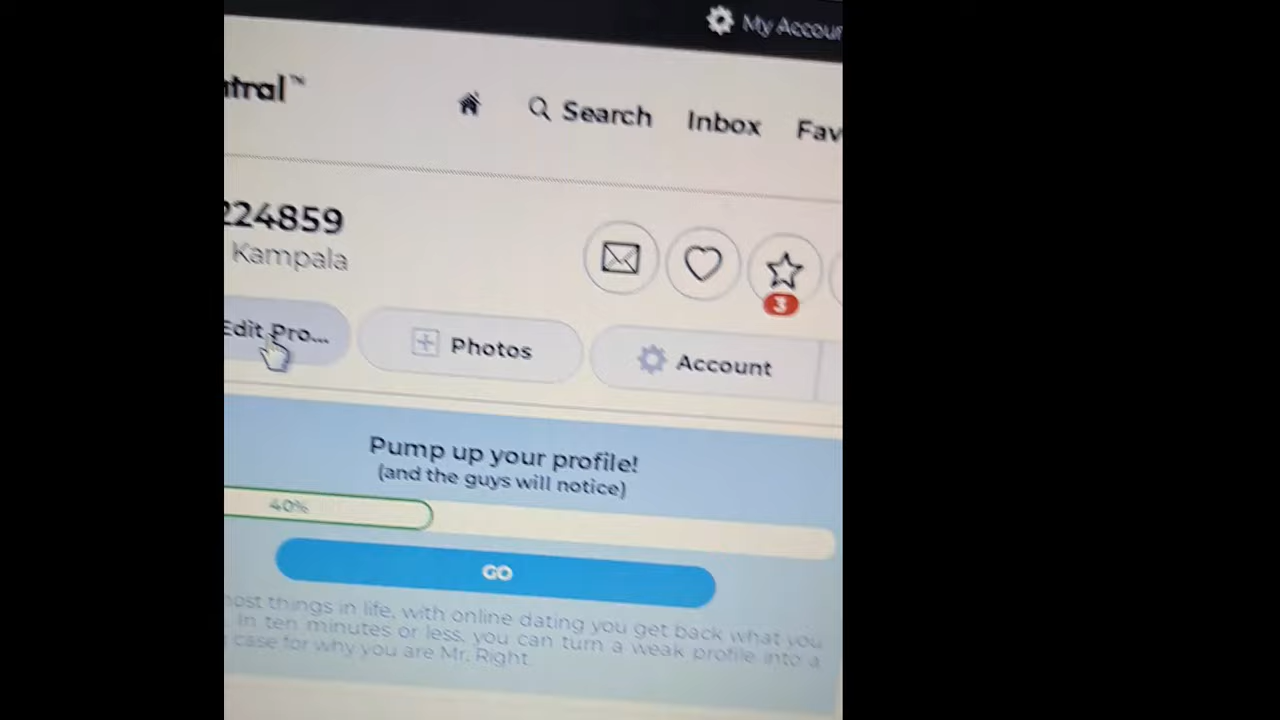 My Accou
ntral™
Search Inbox Fav
224859
Kampala
3
Edit Pro... Photos Account
Pump up your profile!
(and the guys will notice)
40%
GO
most things in life, with online dating you get back what you
In ten minutes or less, you can turn a weak profile into a
case for why you are Mr. Right.